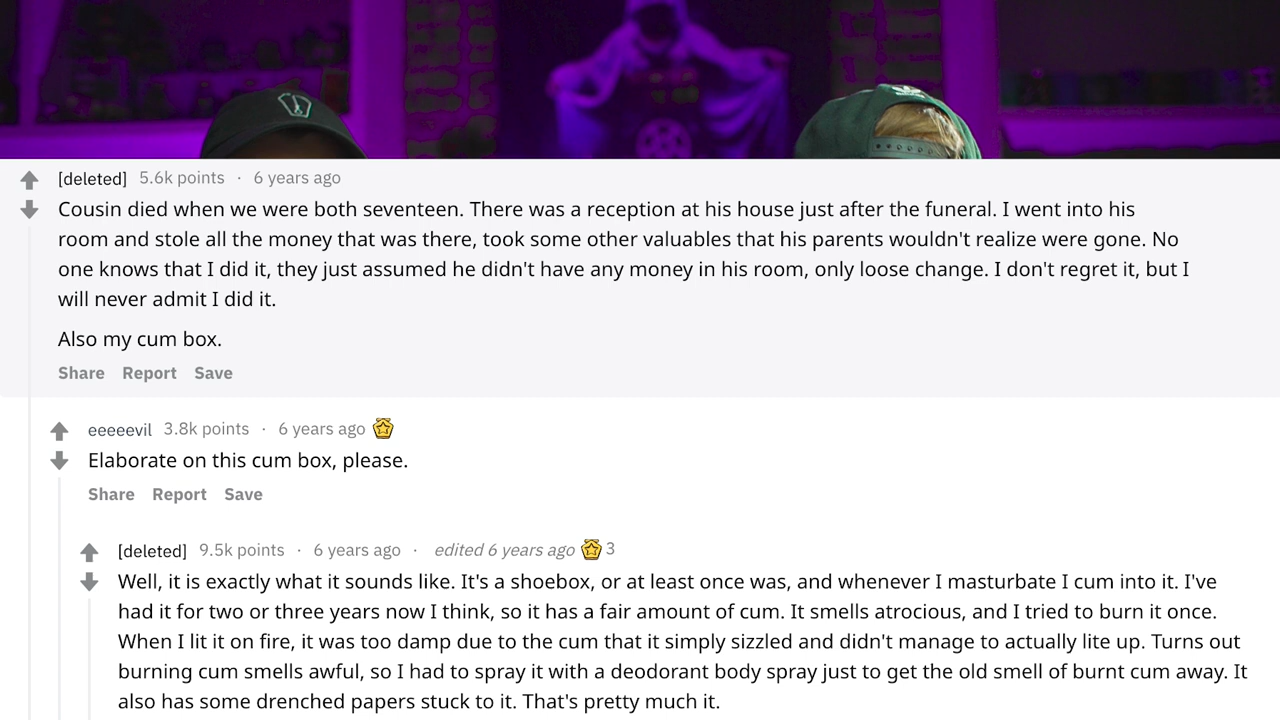 [deleted] 5.6k points · 6 years ago
Cousin died when we were both seventeen. There was a reception at his house just after the funeral. I went into his
room and stole all the money that was there, took some other valuables that his parents wouldn't realize were gone. No
one knows that I did it, they just assumed he didn't have any money in his room, only loose change. I don't regret it, but I
will never admit I did it.
Also my cum box.
Share Report Save
eeeeevil 3.8k points · 6 years ago
Elaborate on this cum box, please.
Share Report Save
[deleted] 9.5k points · 6 years ago · edited 6 years ago 3
Well, it is exactly what it sounds like. It's a shoebox, or at least once was, and whenever I masturbate I cum into it. I've
had it for two or three years now I think, so it has a fair amount of cum. It smells atrocious, and I tried to burn it once.
When I lit it on fire, it was too damp due to the cum that it simply sizzled and didn't manage to actually lite up. Turns out
burning cum smells awful, so I had to spray it with a deodorant body spray just to get the old smell of burnt cum away. It
also has some drenched papers stuck to it. That's pretty much it.